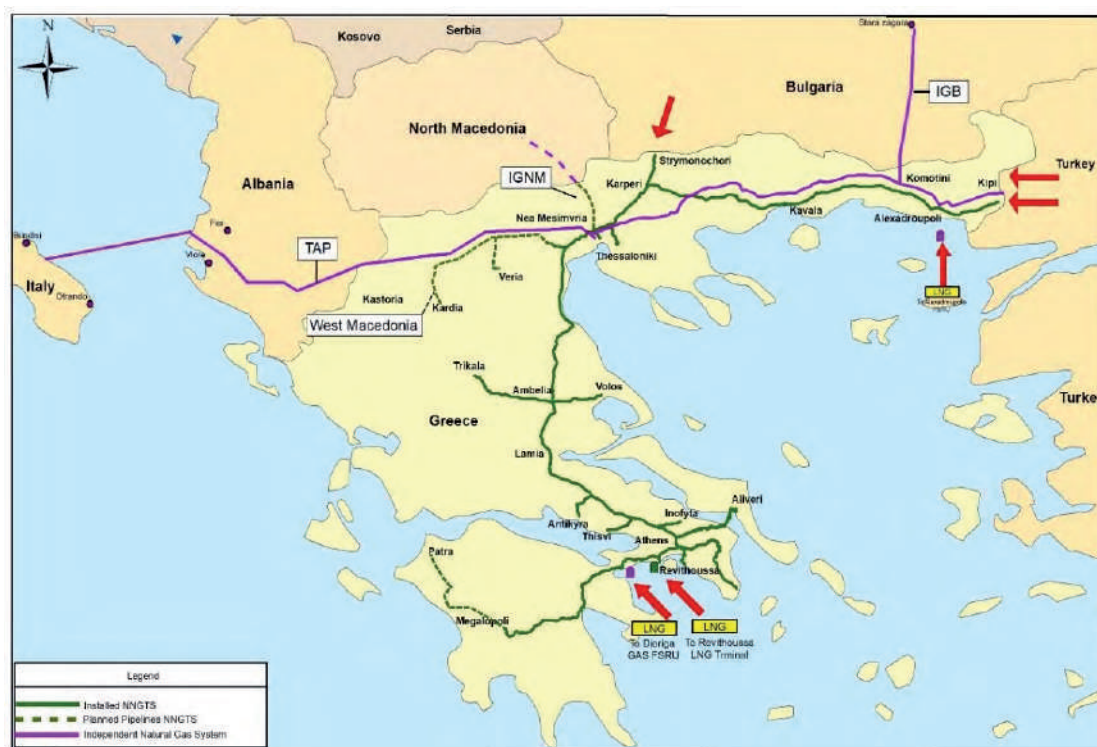 N
Kosovo
Serbia
Stara zagora
Bulgaria
IGB
North Macedonia
Strymonochori
Turkey
Albania
IGNM
Karperi
Komotini
Kipi
Nea Mesimvria
Kavala
Alexadroupoli
Fier
TAP
Thessaloniki
Italy
Veria
LNG
Otrando
Kastoria
Kardia
West Macedonia
Trikala
Ambelia
Volos
Turke
Greece
Lamia
Aliveri
Inofyta
Antikyra
Thisvi
Athens
Patra
Revithoussa
Megalopoli
LNG
LNG
To Dioriga
GAS FSRU
To Revithoussa
LNG Trminal
Legend
Installed NNGTS
Planned Pipelines NNGTS
Independent Natural Gas System